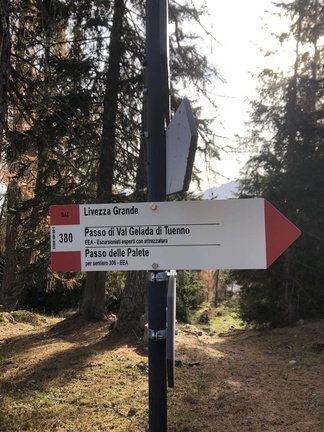 SAT
380
Livezza Grande
Passo di Val Gelada di Tuenno
EEA - Escursionisti esperti con attrezzatura
Passo delle Palete
per sentiero 306 - EEA